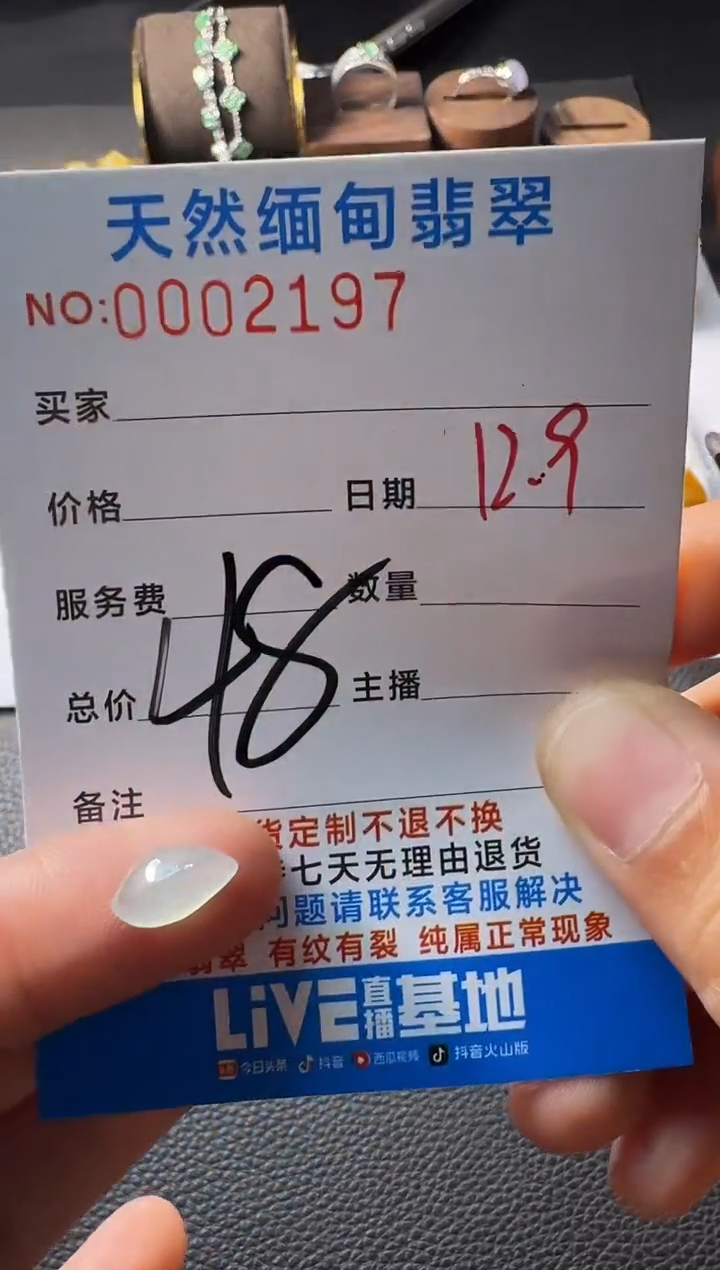 天然缅甸翡翠
NO:0002197
买家
价格 日期 12.9
服务费 数量
总价 48 主播
备注
货定制不退不换
七天无理由退货
问题请联系客服解决
翡翠 有纹有裂 纯属正常现象
LiVE直播基地
今日头条 抖音 西瓜视频 抖音火山版